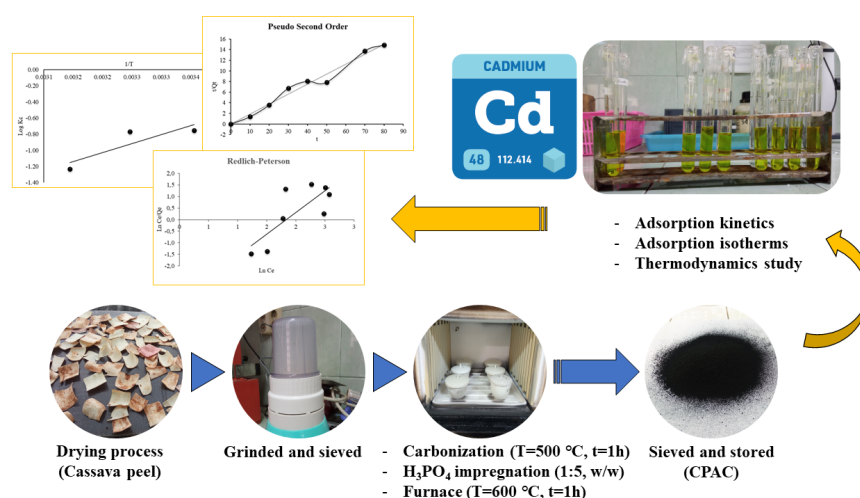 1/T
0.0031 0.0032 0.0032 0.0033 0.0033 0.0034
0.00
-0.20
-0.40
-0.60
-0.80
-1.00
-1.20
-1.40
Log Kc
Pseudo Second Order
16
14
12
10
8
6
4
2
0
t/Qt
0 10 20 30 40 50 60 70 80 90
t
Redlich-Peterson
2,0
1,5
1,0
0,5
0,0
-0,5
-1,0
-1,5
-2,0
Ln Ce/Qe
1 1 2 2 3 3
Ln Ce
CADMIUM
Cd
48 112.414
- Adsorption kinetics
- Adsorption isotherms
- Thermodynamics study
Drying process
(Cassava peel)
Grinded and sieved
- Carbonization (T=500 °C, t=1h)
- H₃PO₄ impregnation (1:5, w/w)
- Furnace (T=600 °C, t=1h)
Sieved and stored
(CPAC)